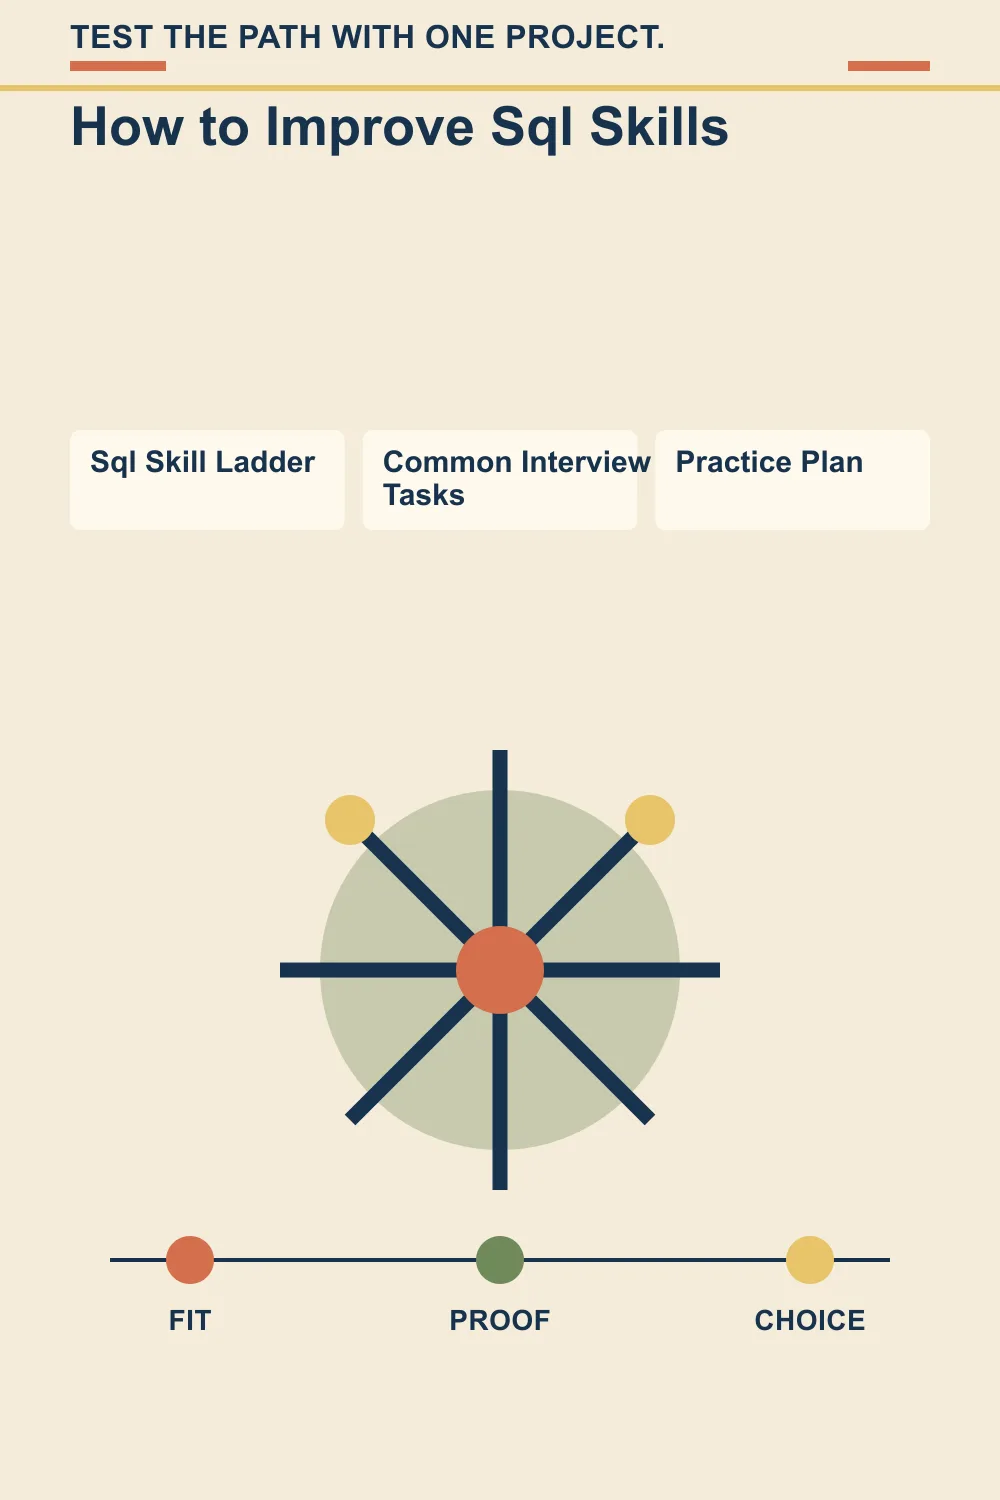 TEST THE PATH WITH ONE PROJECT.
How to Improve Sql Skills
Sql Skill Ladder
Common Interview
Tasks
Practice Plan
FIT
PROOF
CHOICE